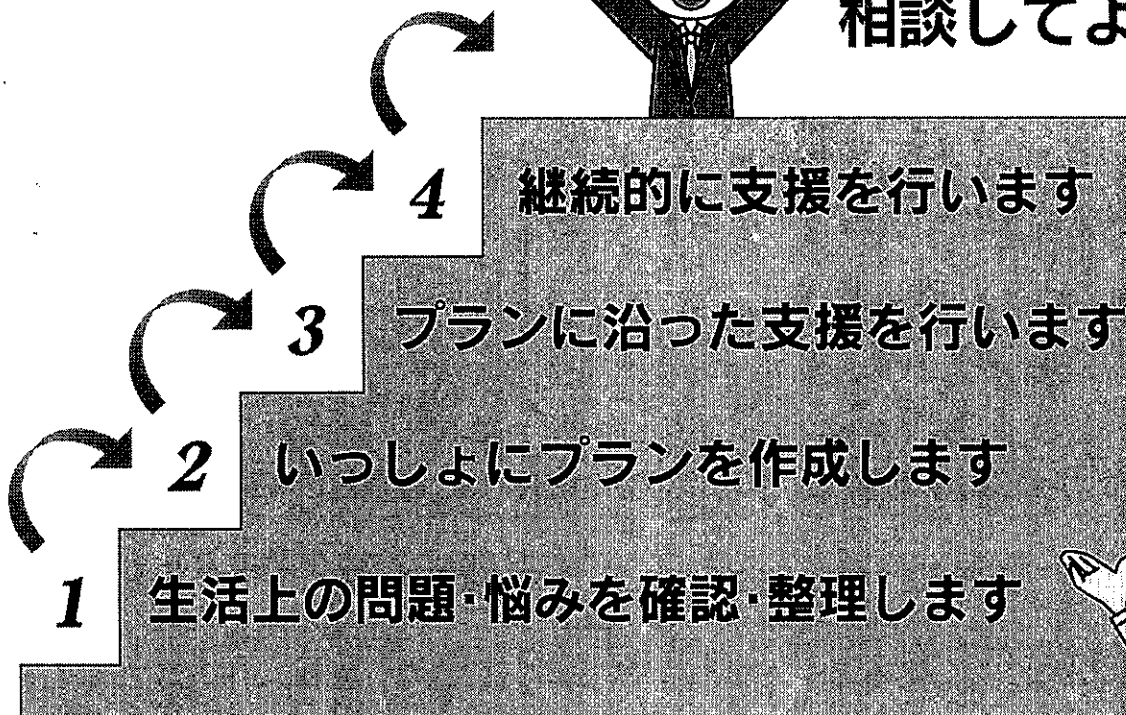 相談してよ
4 継続的に支援を行います
3 プランに沿った支援を行います
2 いっしょにプランを作成します
1 生活上の問題・悩みを確認・整理します